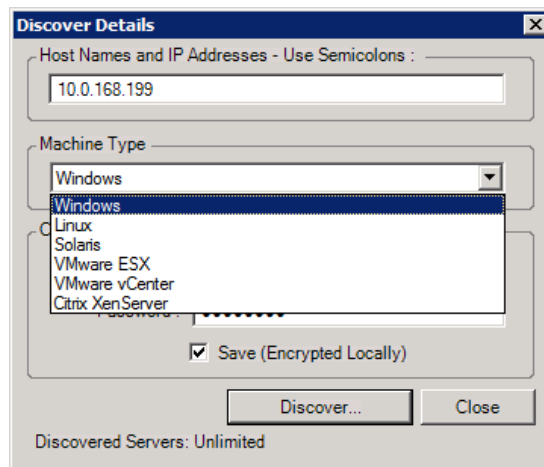 Discover Details
Host Names and IP Addresses - Use Semicolons :
10.0.168.199
Machine Type
Windows
Windows
Linux
Solaris
VMware ESX
VMware vCenter
Citrix XenServer
Password :
Save (Encrypted Locally)
Discover...
Close
Discovered Servers: Unlimited